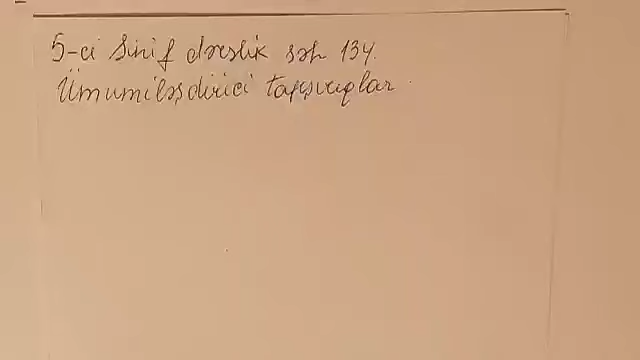 5-ci Sinif dərslik səh 134.
Ümumiləşdirici tapşırıqlar.